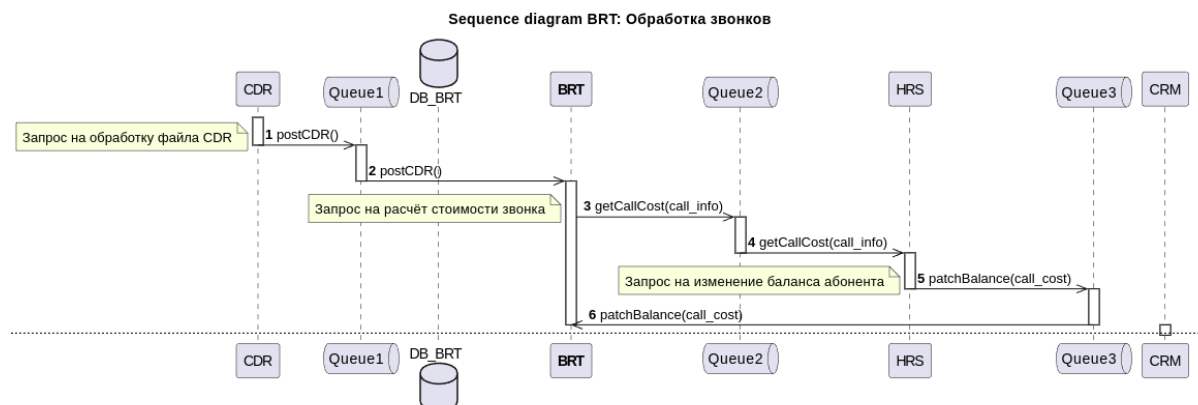 Sequence diagram BRT: Обработка звонков
CDR
Queue1
DB_BRT
BRT
Queue2
HRS
Queue3
CRM
Запрос на обработку файла CDR
1 postCDR()
2 postCDR()
Запрос на расчёт стоимости звонка
3 getCallCost(call_info)
4 getCallCost(call_info)
Запрос на изменение баланса абонента
5 patchBalance(call_cost)
6 patchBalance(call_cost)
CDR
Queue1
DB_BRT
BRT
Queue2
HRS
Queue3
CRM